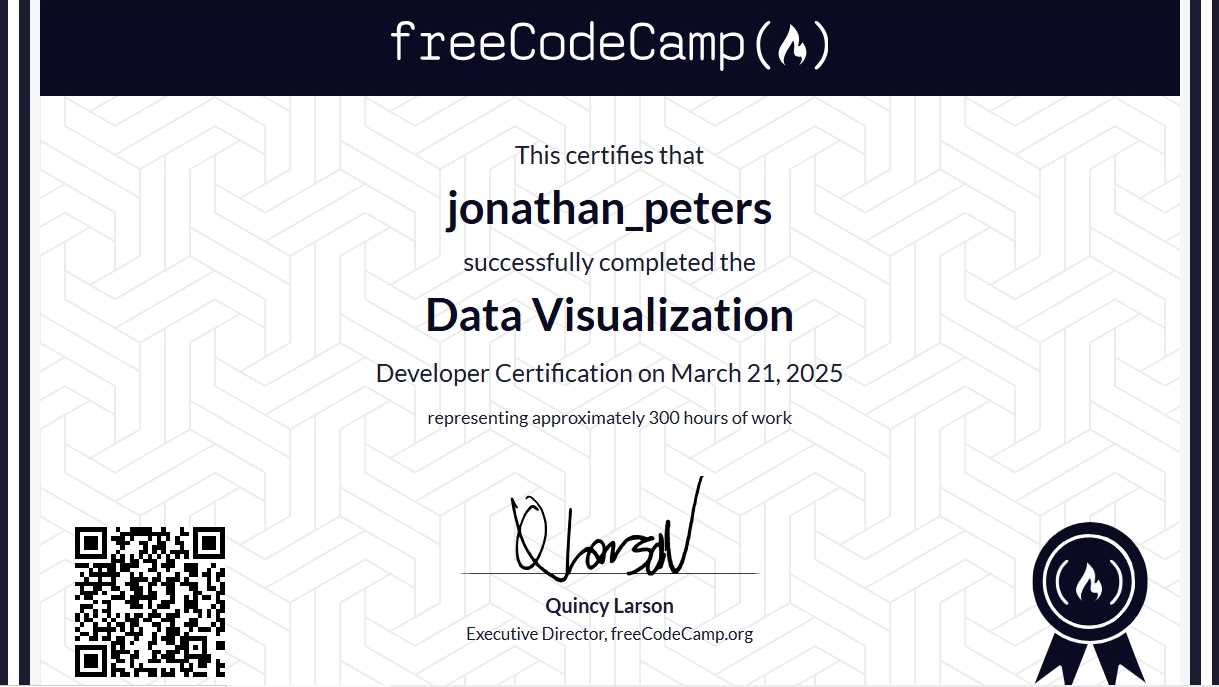 freeCodeCamp
This certifies that
jonathan_peters
successfully completed the
Data Visualization
Developer Certification on March 21, 2025
representing approximately 300 hours of work
Quincy Larson
Executive Director, freeCodeCamp.org